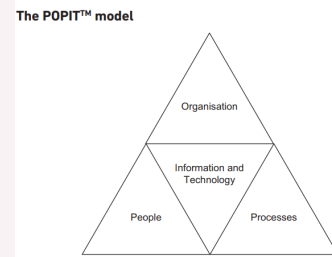 The POPIT™ model
Organisation
Information and
Technology
People
Processes